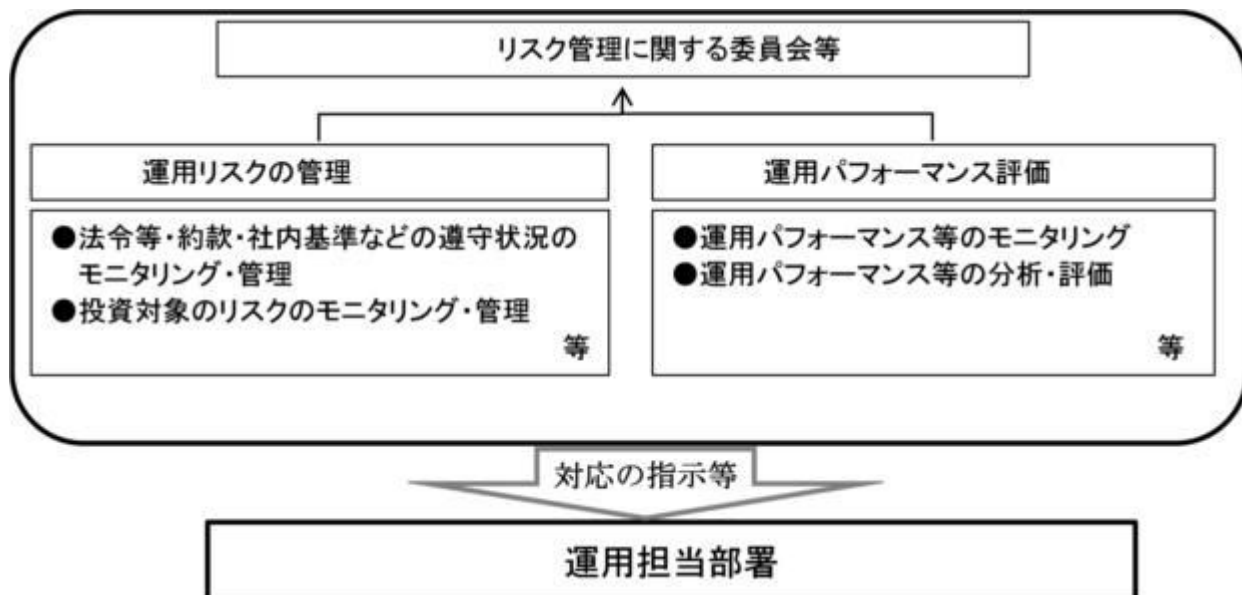 リスク管理に関する委員会等
運用リスクの管理
●法令等・約款・社内基準などの遵守状況の
モニタリング・管理
●投資対象のリスクのモニタリング・管理
等
運用パフォーマンス評価
●運用パフォーマンス等のモニタリング
●運用パフォーマンス等の分析・評価
等
対応の指示等
運用担当部署